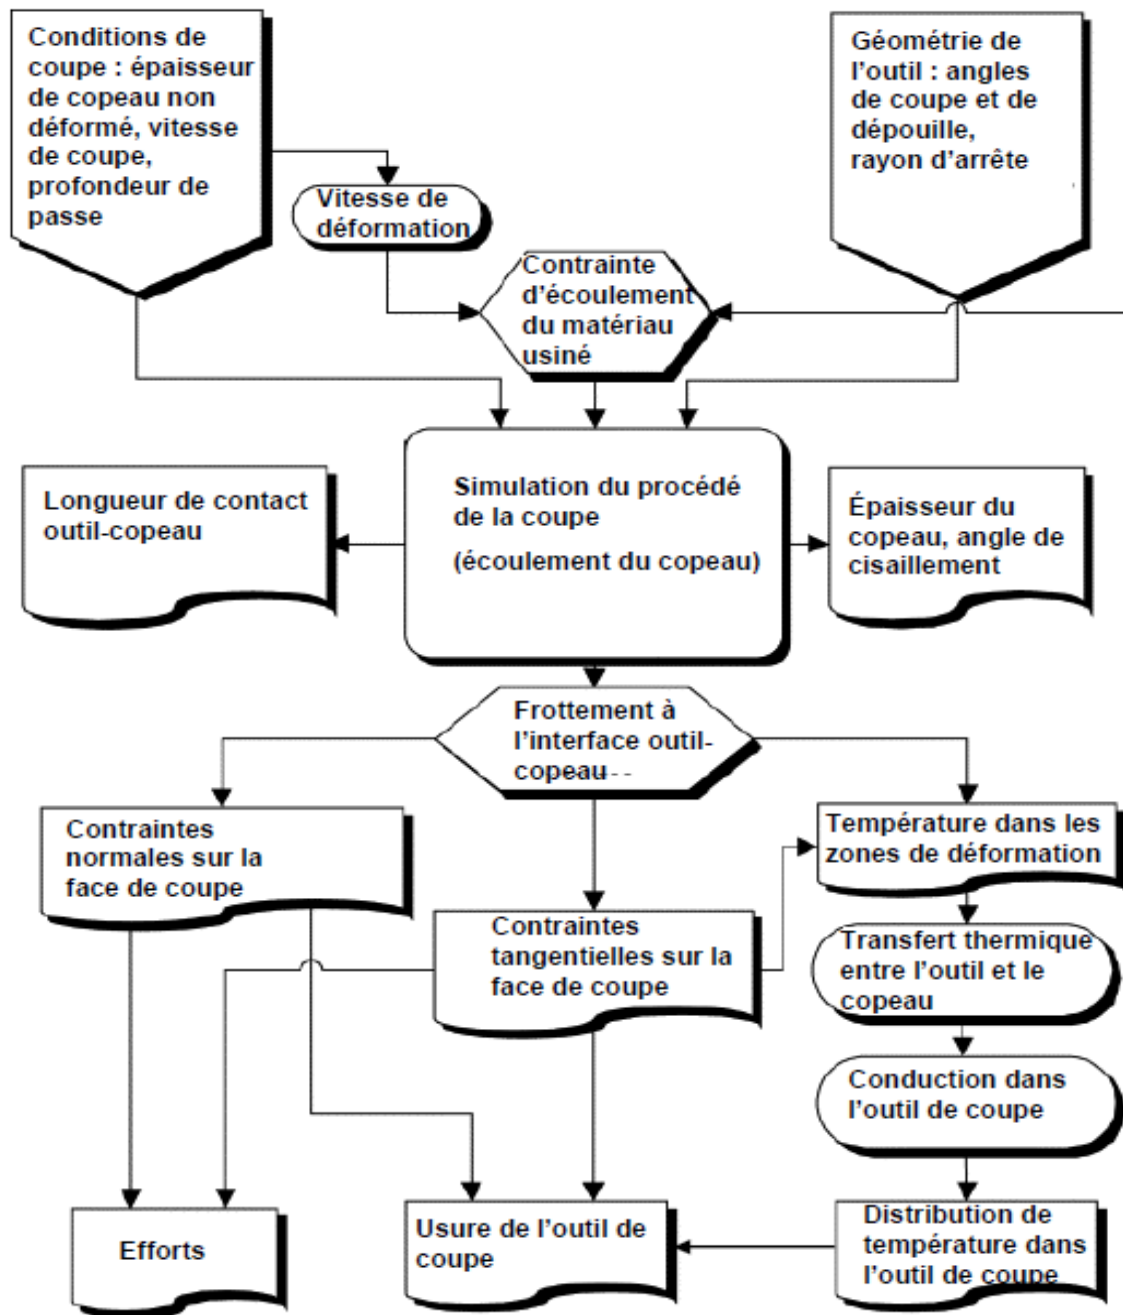 Conditions de
coupe : épaisseur
de copeau non
déformé, vitesse
de coupe,
profondeur de
passe
Géométrie de
l'outil : angles
de coupe et de
dépouille,
rayon d'arrête
Vitesse de
déformation
Contrainte
d'écoulement
du matériau
usiné
Longueur de contact
outil-copeau
Simulation du procédé
de la coupe
(écoulement du copeau)
Épaisseur du
copeau, angle de
cisaillement
Frottement à
l'interface outil-
copeau
Contraintes
normales sur la
face de coupe
Température dans les
zones de déformation
Contraintes
tangentielles sur la
face de coupe
Transfert thermique
entre l'outil et le
copeau
Conduction dans
l'outil de coupe
Efforts
Usure de l'outil de
coupe
Distribution de
température dans
l'outil de coupe